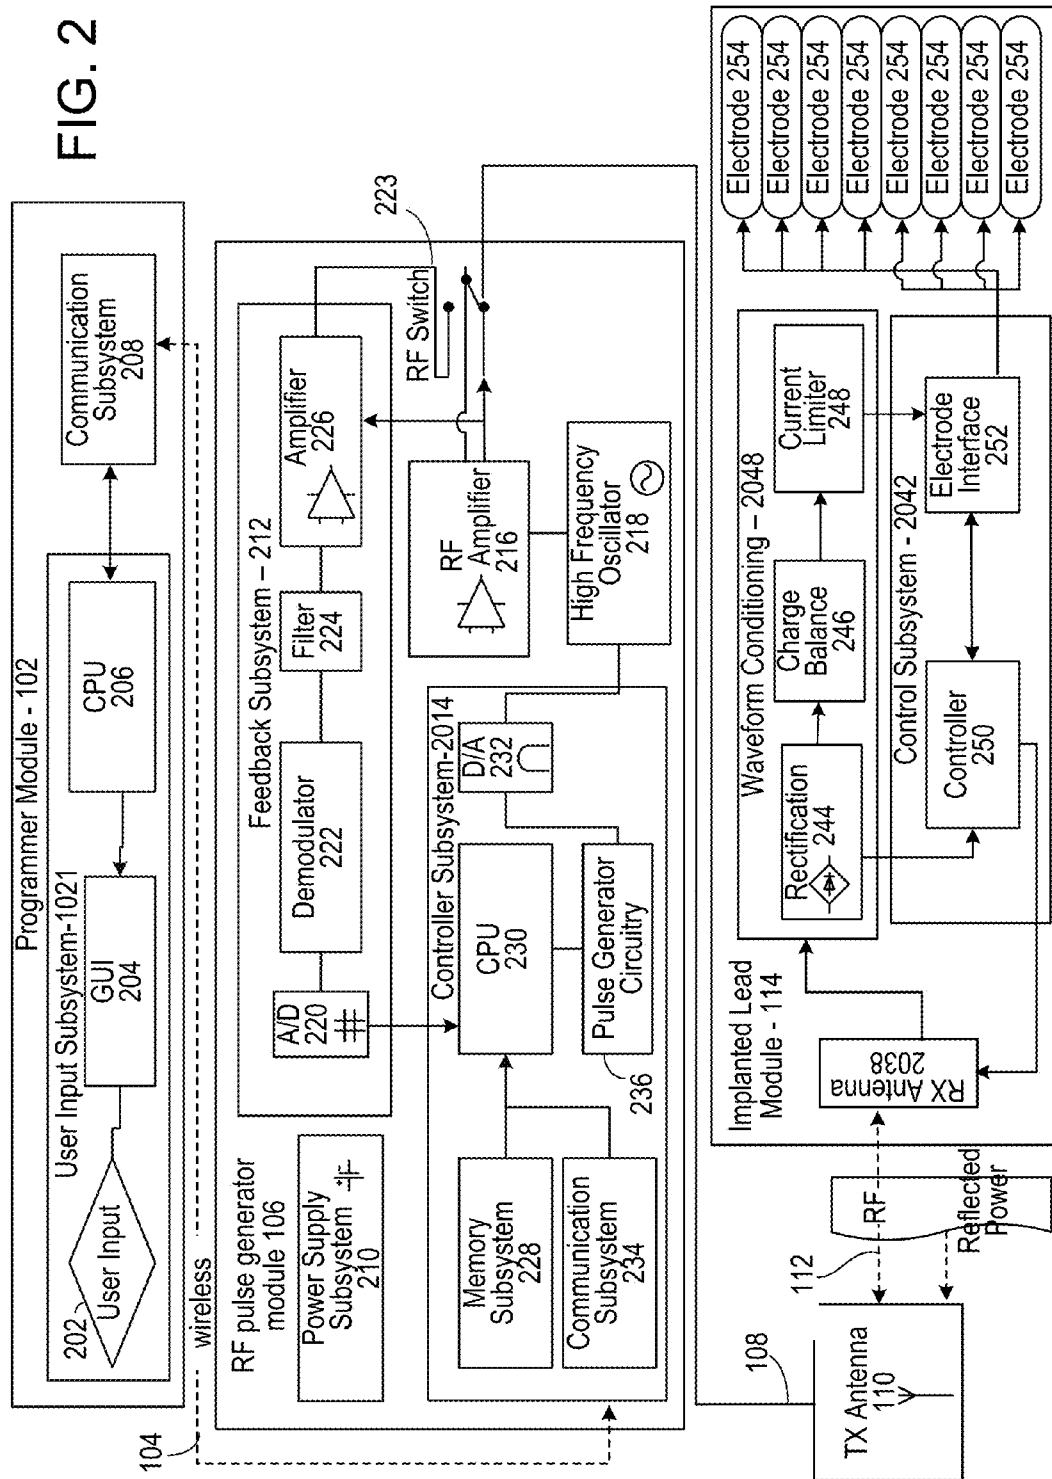 FIG. 2
Programmer Module - 102
User Input Subsystem-1021
202
User Input
GUI
204
CPU
206
Communication
Subsystem
208
104
wireless
RF pulse generator
module 106
Power Supply
Subsystem
210
Feedback Subsystem – 212
A/D
220
Demodulator
222
Filter
224
Amplifier
226
RF Switch
223
RF
Amplifier
216
High Frequency
Oscillator
218
Controller Subsystem-2014
Memory
Subsystem
228
Communication
Subsystem
234
CPU
230
Pulse Generator
Circuitry
236
D/A
232
108
TX Antenna
110
112
RF
Reflected
Power
Implanted Lead
Module - 114
RX Antenna
2038
Waveform Conditioning – 2048
Rectification
244
Charge
Balance
246
Current
Limiter
248
Control Subsystem - 2042
Controller
250
Electrode
Interface
252
Electrode 254
Electrode 254
Electrode 254
Electrode 254
Electrode 254
Electrode 254
Electrode 254
Electrode 254